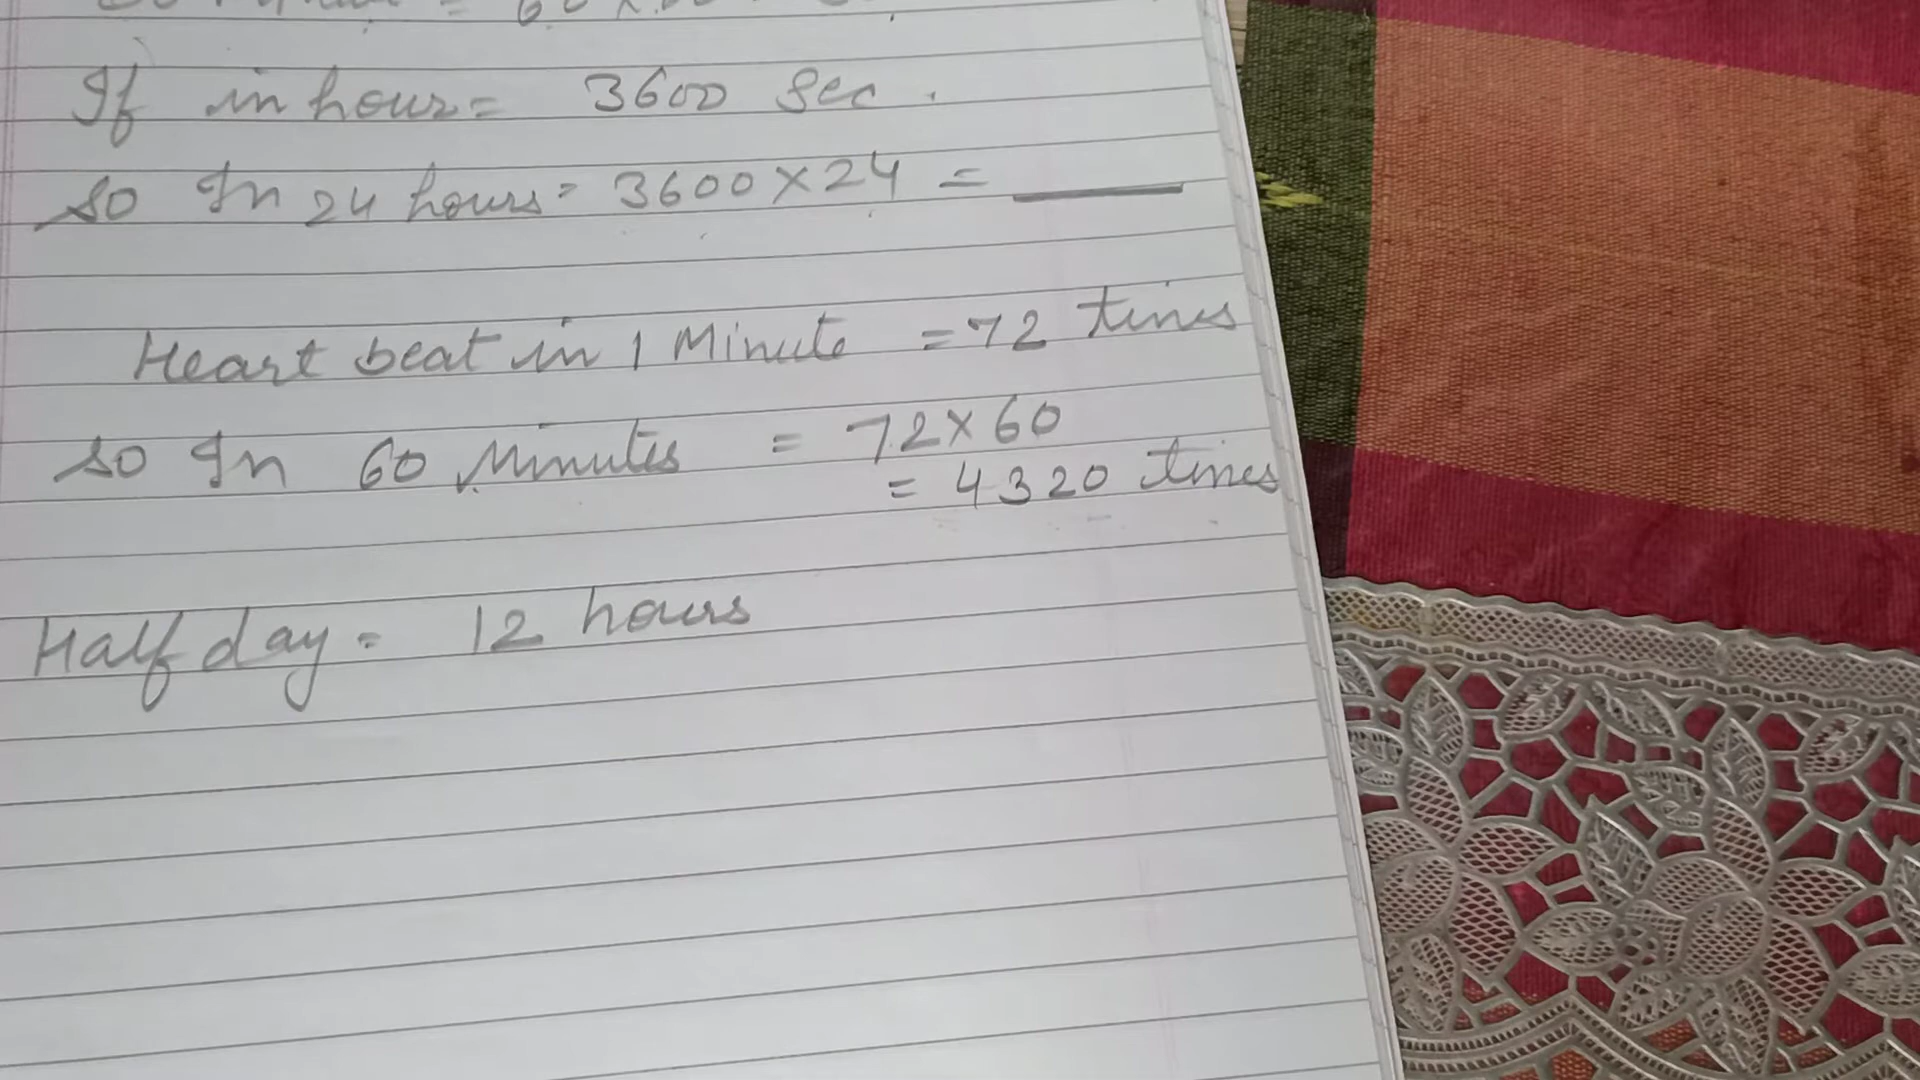 If in hour = 3600 Sec.
so In 24 hours = 3600 × 24 = ____
Heart beat in 1 Minute = 72 times
so In 60 Minutes = 72 × 60
= 4320 times
Half day = 12 hours